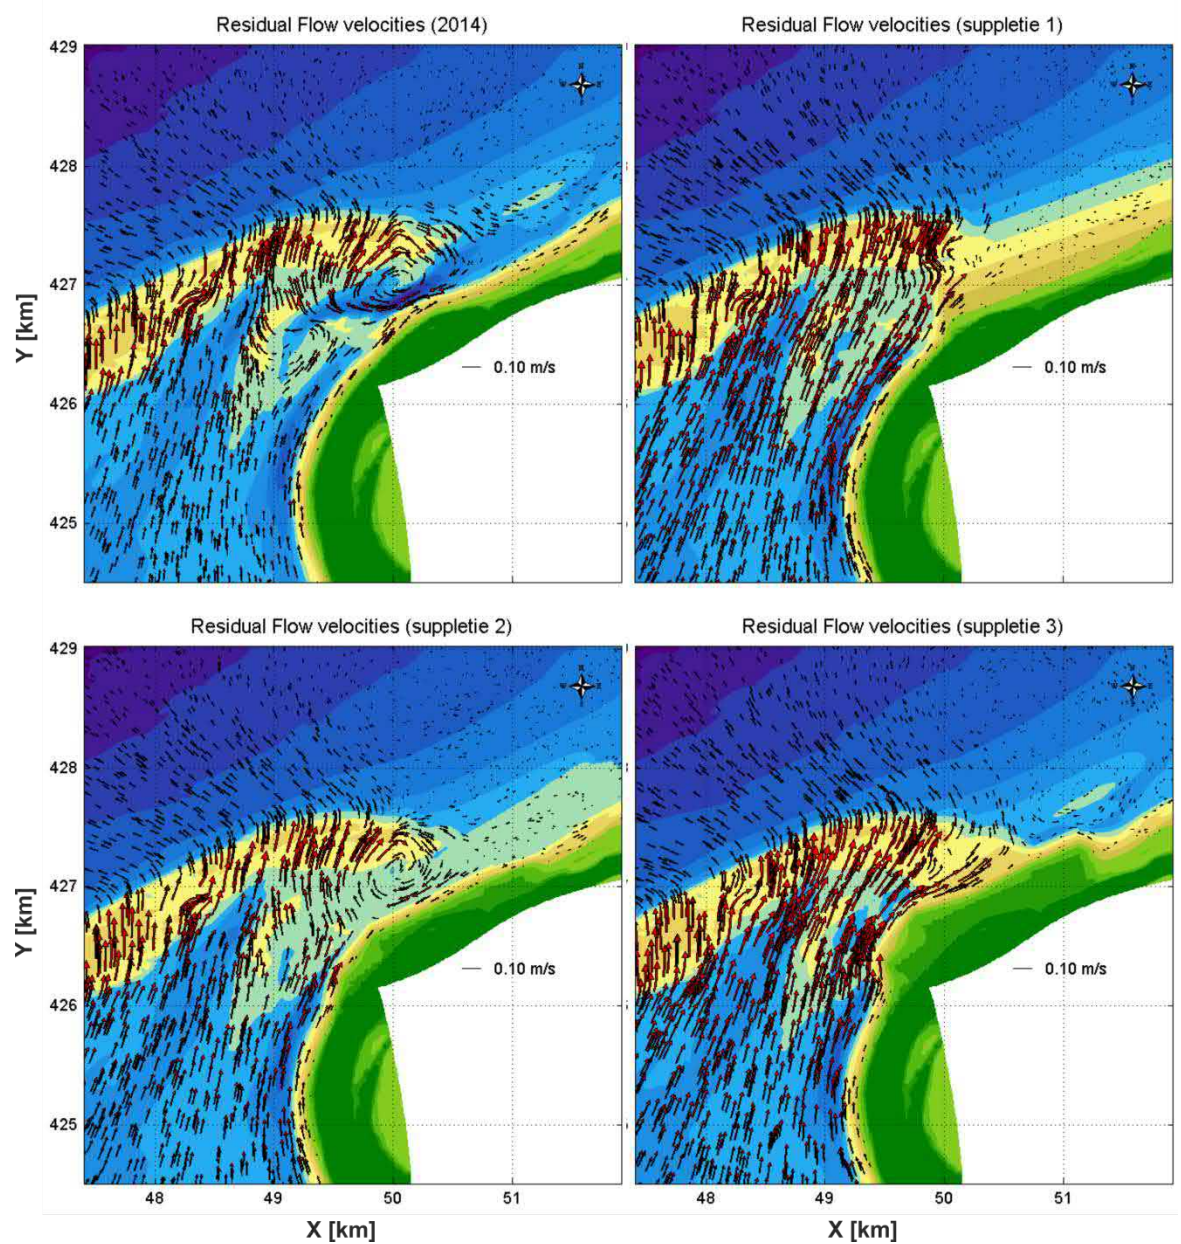 Residual Flow velocities (2014)
Residual Flow velocities (suppletie 1)
429
428
427
426
425
Y [km]
0.10 m/s
0.10 m/s
Residual Flow velocities (suppletie 2)
Residual Flow velocities (suppletie 3)
429
428
427
426
425
Y [km]
0.10 m/s
0.10 m/s
48 49 50 51
48 49 50 51
X [km]
X [km]